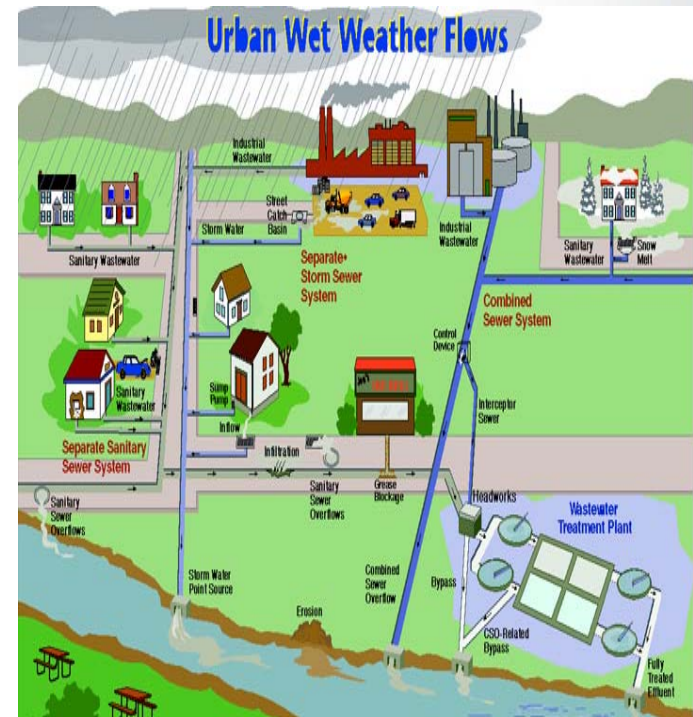 Urban Wet Weather Flows
Industrial
Wastewater
Street
Catch
Basin
Storm Water
Sanitary Wastewater
Separate
Storm Sewer
System
Industrial
Wastewater
Sanitary
Wastewater
Snow
Melt
Combined
Sewer System
Control
Device
Sanitary
Wastewater
Sump
Pump
Inflow
Interceptor
Sewer
Separate Sanitary
Sewer System
Infiltration
Sanitary
Sewer
Overflows
Grease
Blockage
Headworks
Wastewater
Treatment Plant
Sanitary
Sewer
Overflows
Storm Water
Point Source
Erosion
Combined
Sewer
Overflow
Bypass
CSO-Related
Bypass
Fully
Treated
Effluent